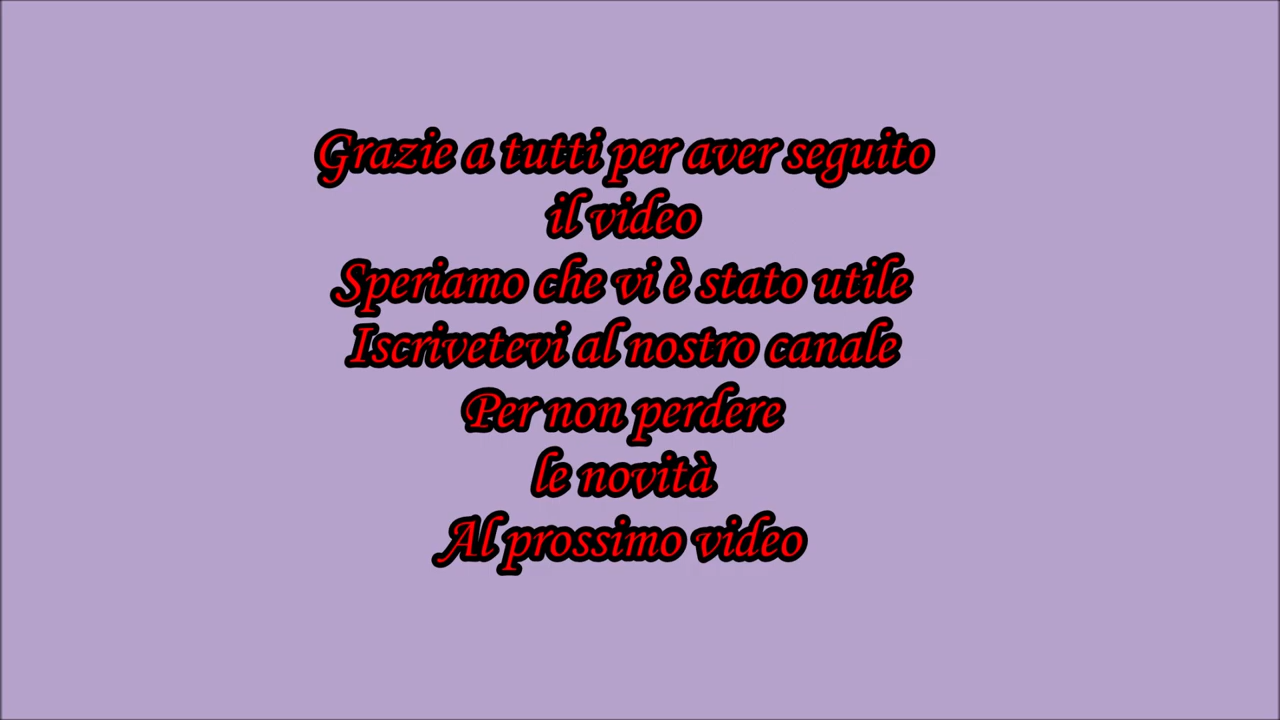 Grazie a tutti per aver seguito
il video
Speriamo che vi è stato utile
Iscrivetevi al nostro canale
Per non perdere
le novità
Al prossimo video